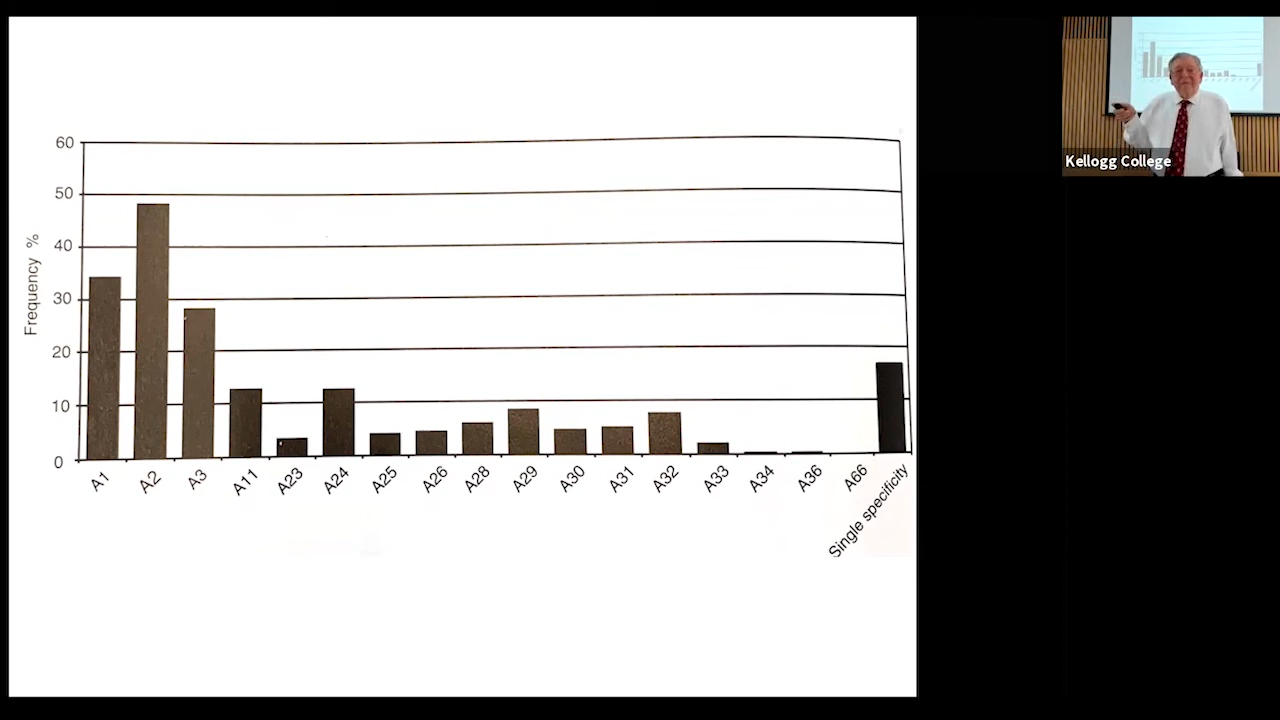 60
50
40
30
20
10
0
Frequency %
A1
A2
A3
A11
A23
A24
A25
A26
A28
A29
A30
A31
A32
A33
A34
A36
A66
Single specificity
Kellogg College